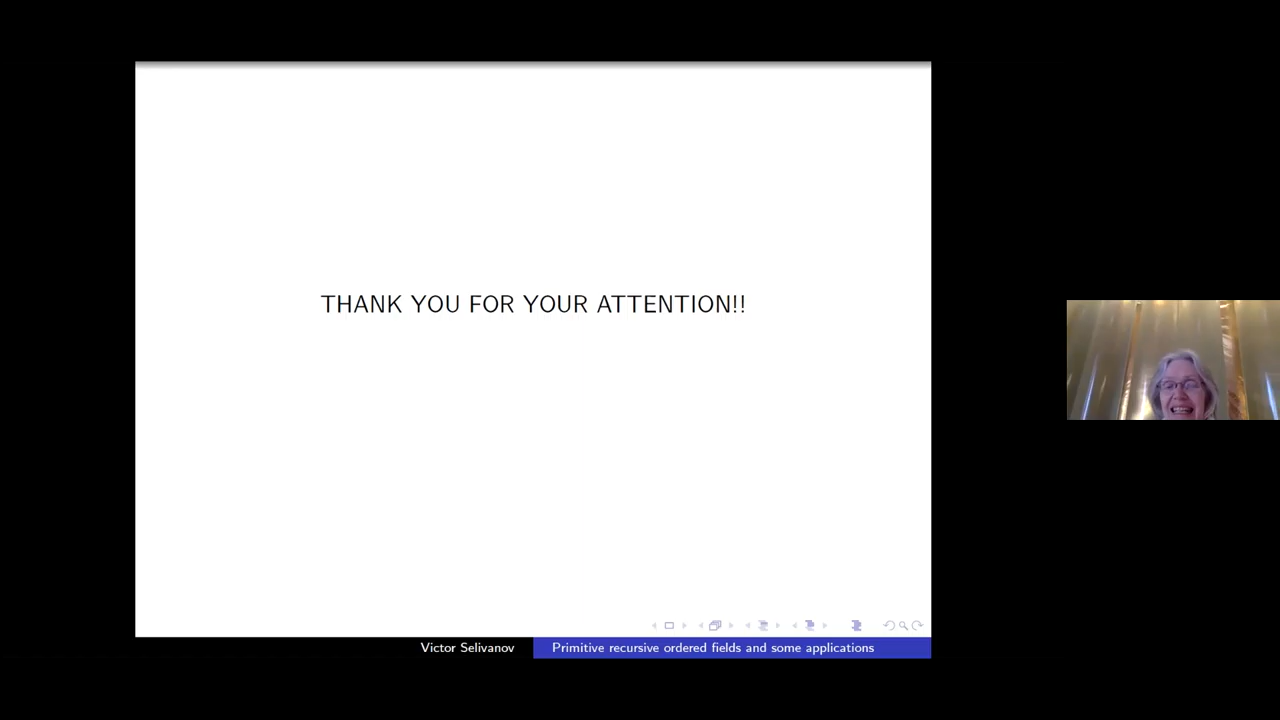 THANK YOU FOR YOUR ATTENTION!!
Victor Selivanov
Primitive recursive ordered fields and some applications